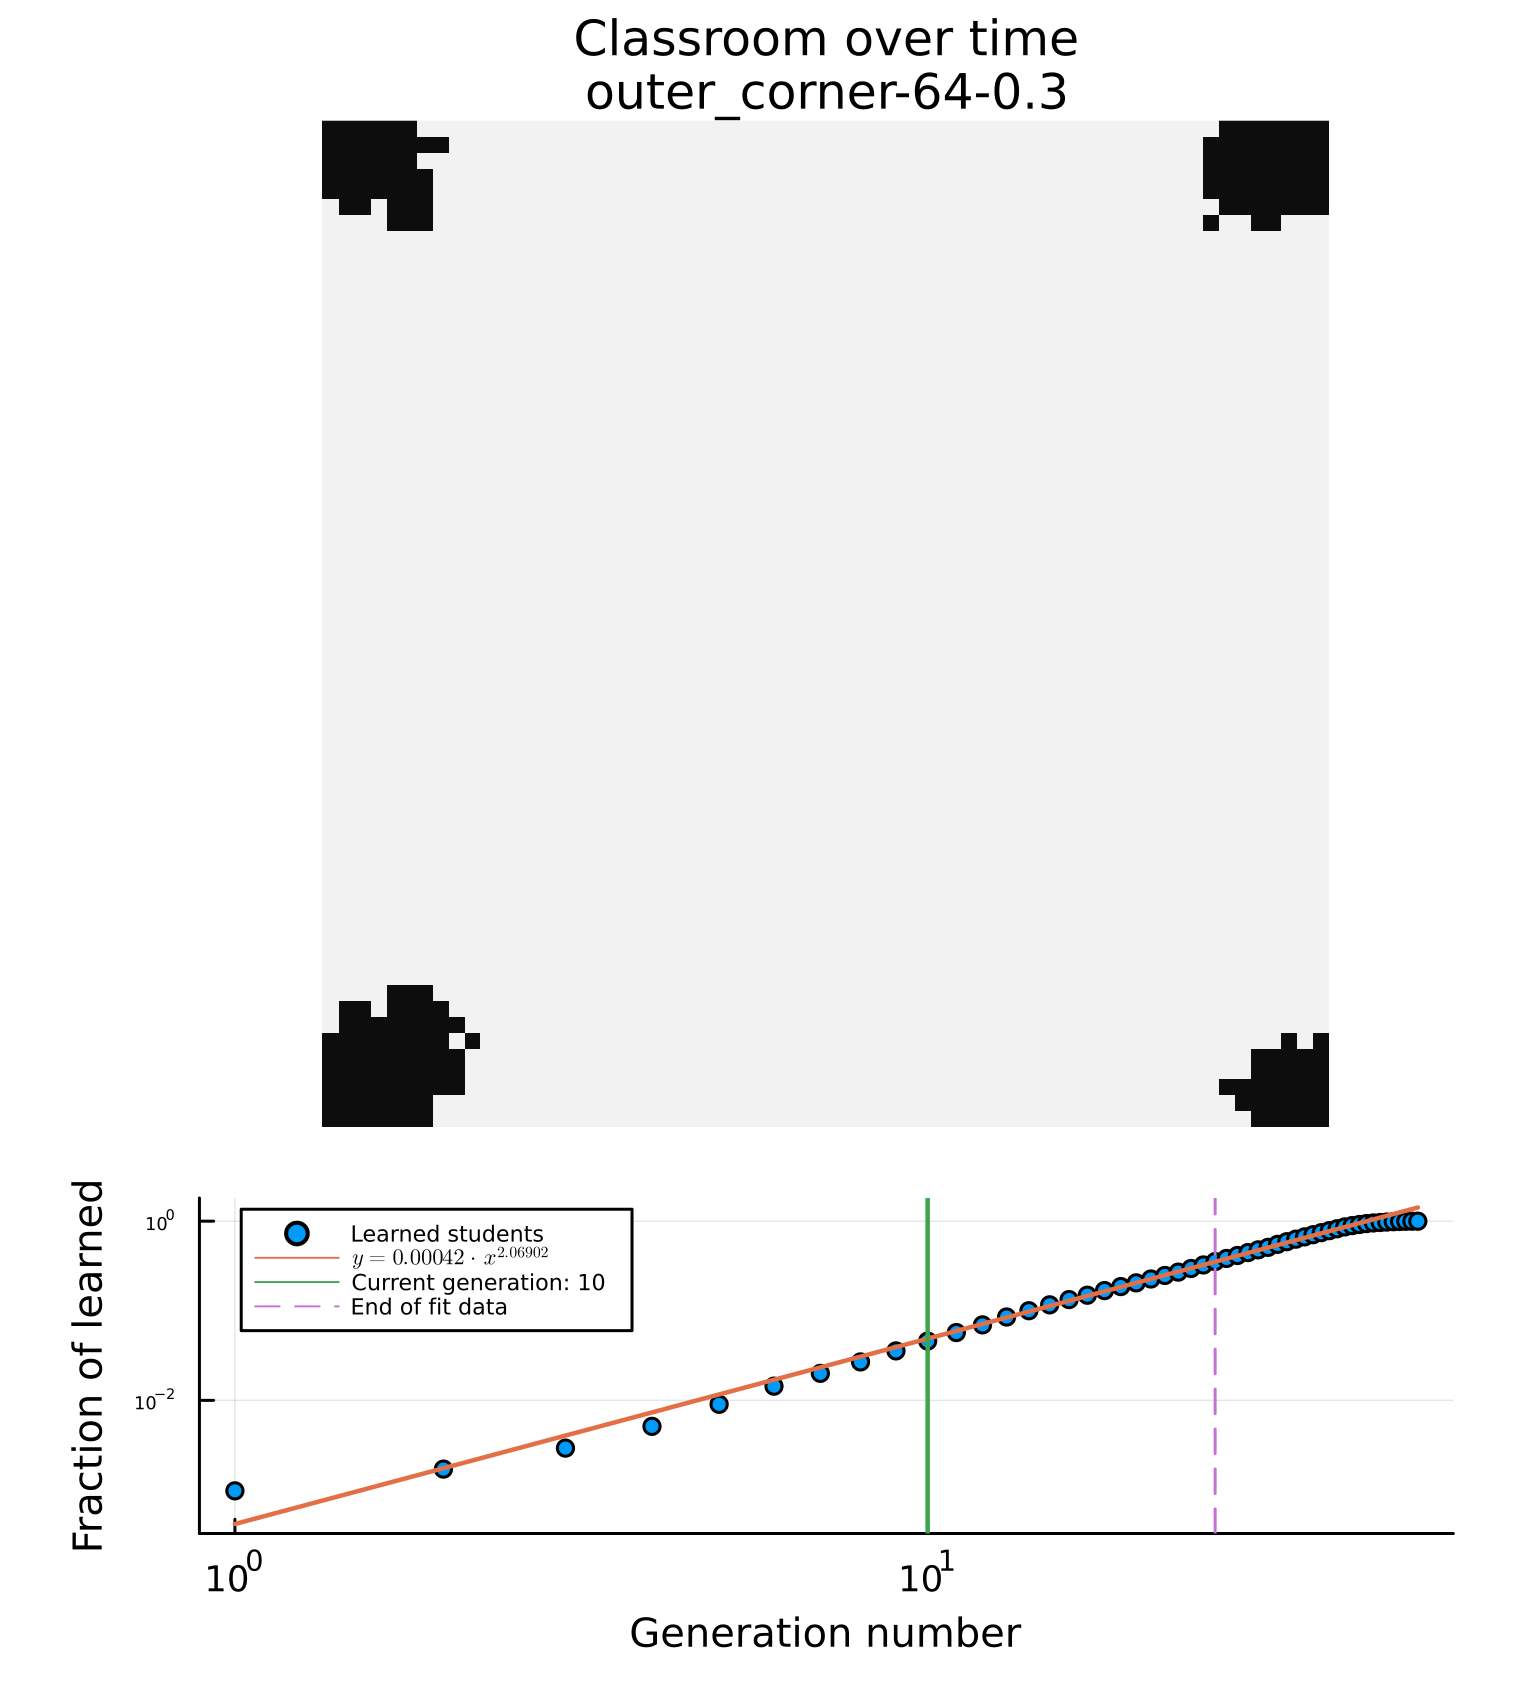 Classroom over time
outer_corner-64-0.3
Fraction of learned
10^0
10^−2
Learned students
y = 0.00042 · x^2.06902
Current generation: 10
End of fit data
10^0
10^1
Generation number